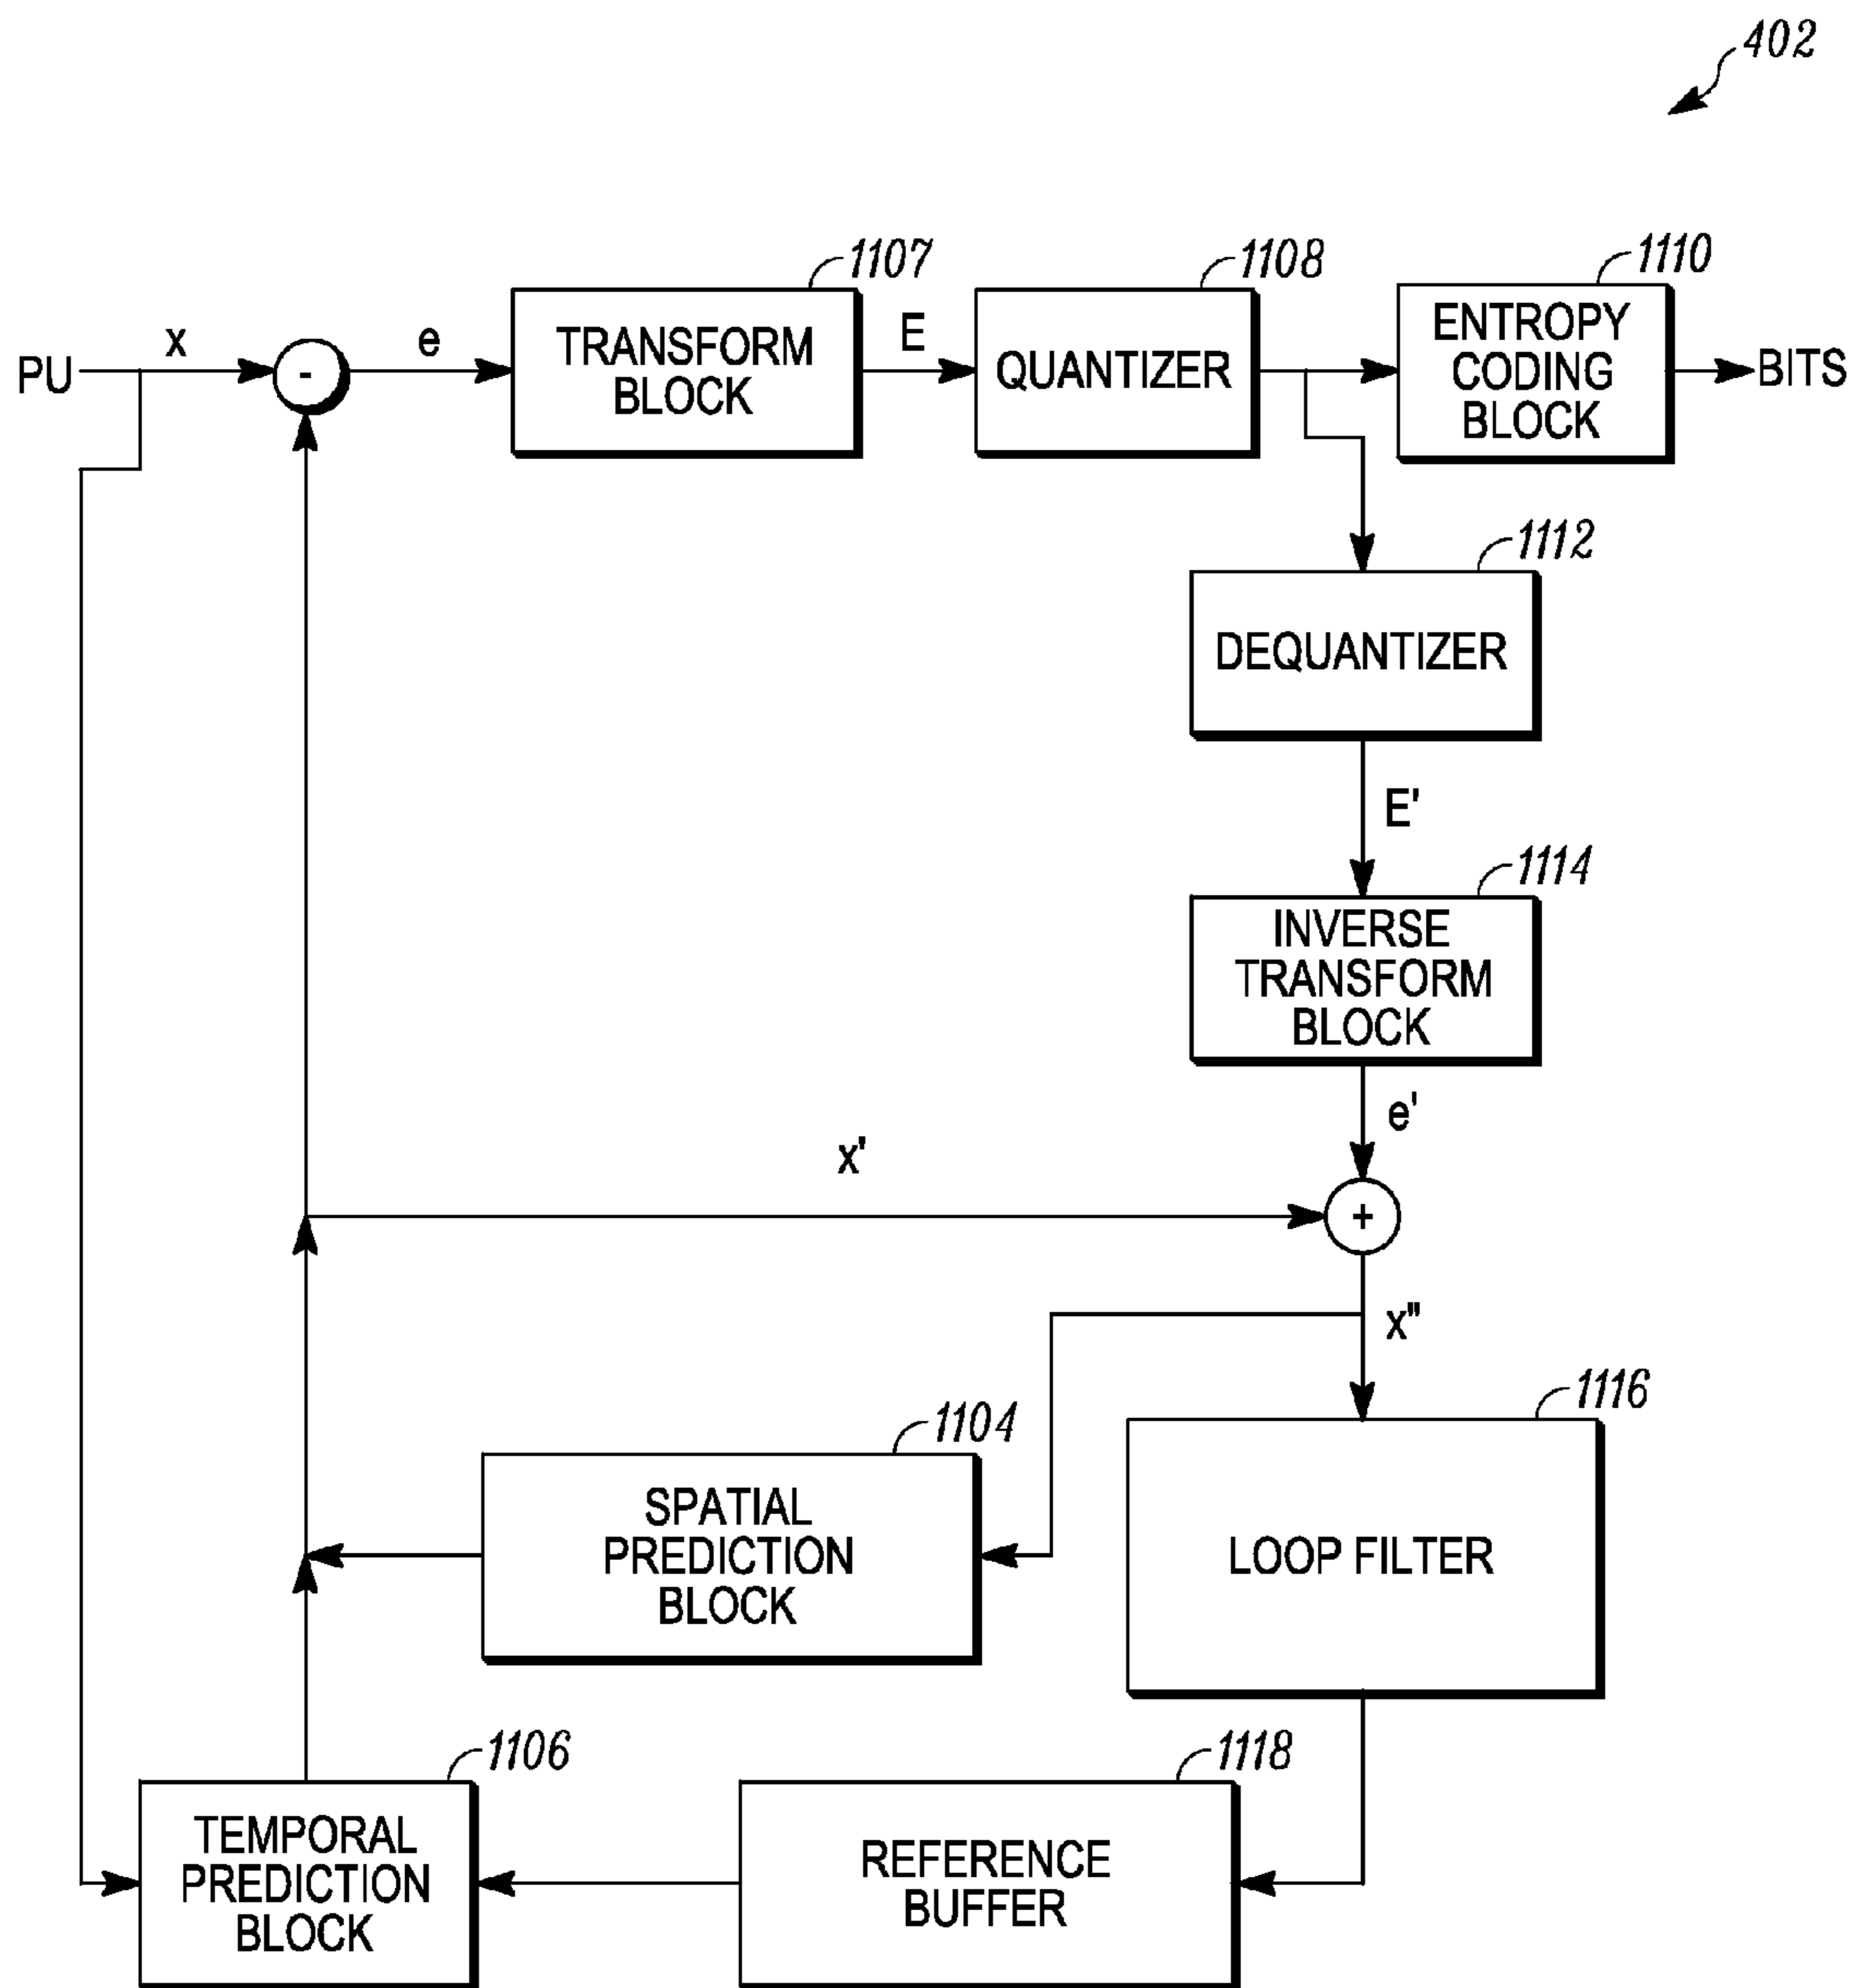 402
1107
1108
1110
PU
x
-
e
TRANSFORM
BLOCK
E
QUANTIZER
ENTROPY
CODING
BLOCK
BITS
1112
DEQUANTIZER
E'
1114
INVERSE
TRANSFORM
BLOCK
e'
x'
+
x"
1104
1116
SPATIAL
PREDICTION
BLOCK
LOOP FILTER
1106
1118
TEMPORAL
PREDICTION
BLOCK
REFERENCE
BUFFER